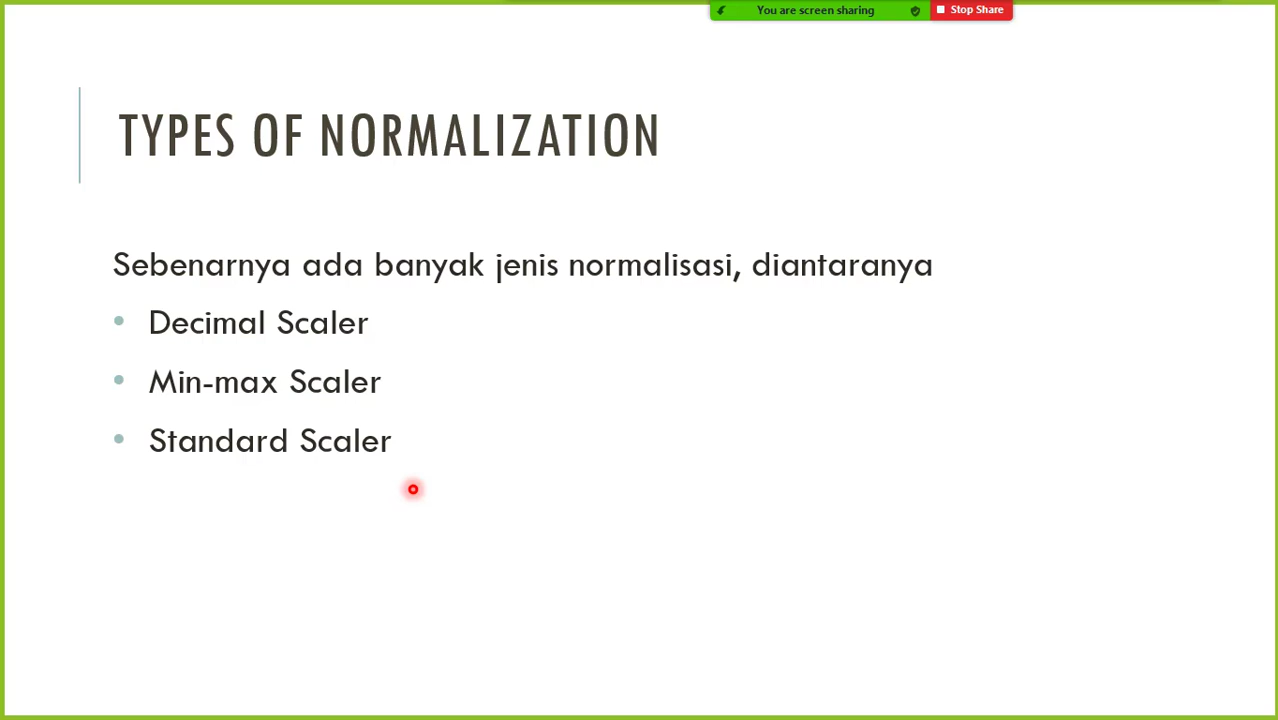 You are screen sharing
Stop Share
TYPES OF NORMALIZATION
Sebenarnya ada banyak jenis normalisasi, diantaranya
• Decimal Scaler
• Min-max Scaler
• Standard Scaler